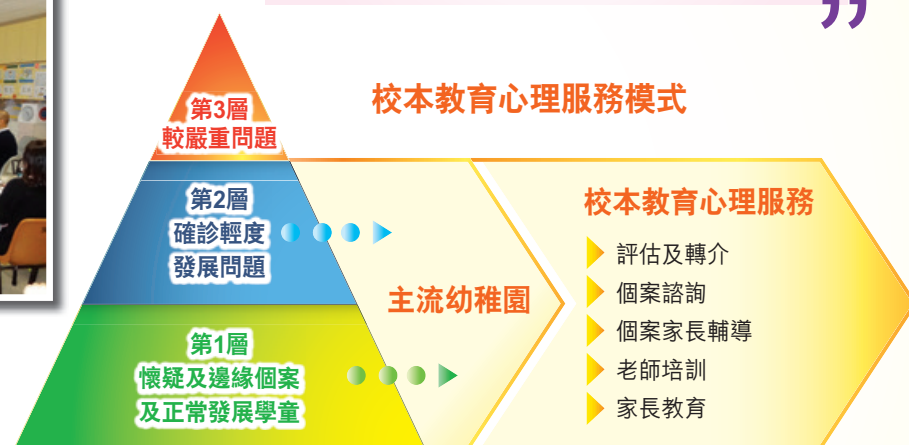 ”
校本教育心理服務模式
第3層
較嚴重問題
第2層
確診輕度
發展問題
第1層
懷疑及邊緣個案
及正常發展學童
主流幼稚園
校本教育心理服務
評估及轉介
個案諮詢
個案家長輔導
老師培訓
家長教育